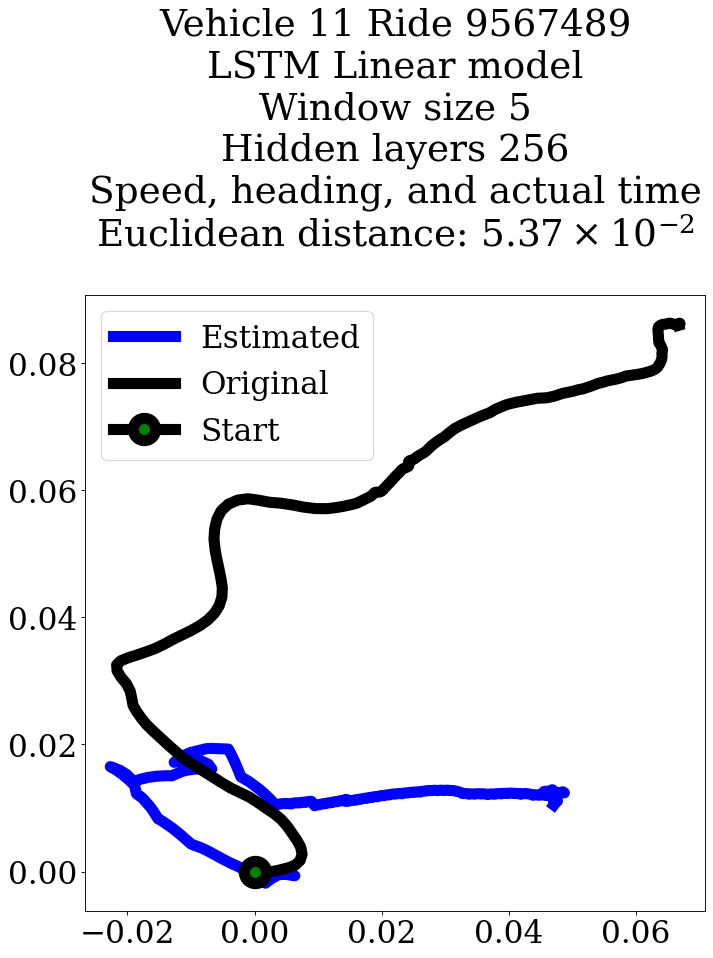 Vehicle 11 Ride 9567489
LSTM Linear model
Window size 5
Hidden layers 256
Speed, heading, and actual time
Euclidean distance: 5.37 × 10⁻²
Estimated
Original
Start
0.08
0.06
0.04
0.02
0.00
−0.02 0.00 0.02 0.04 0.06